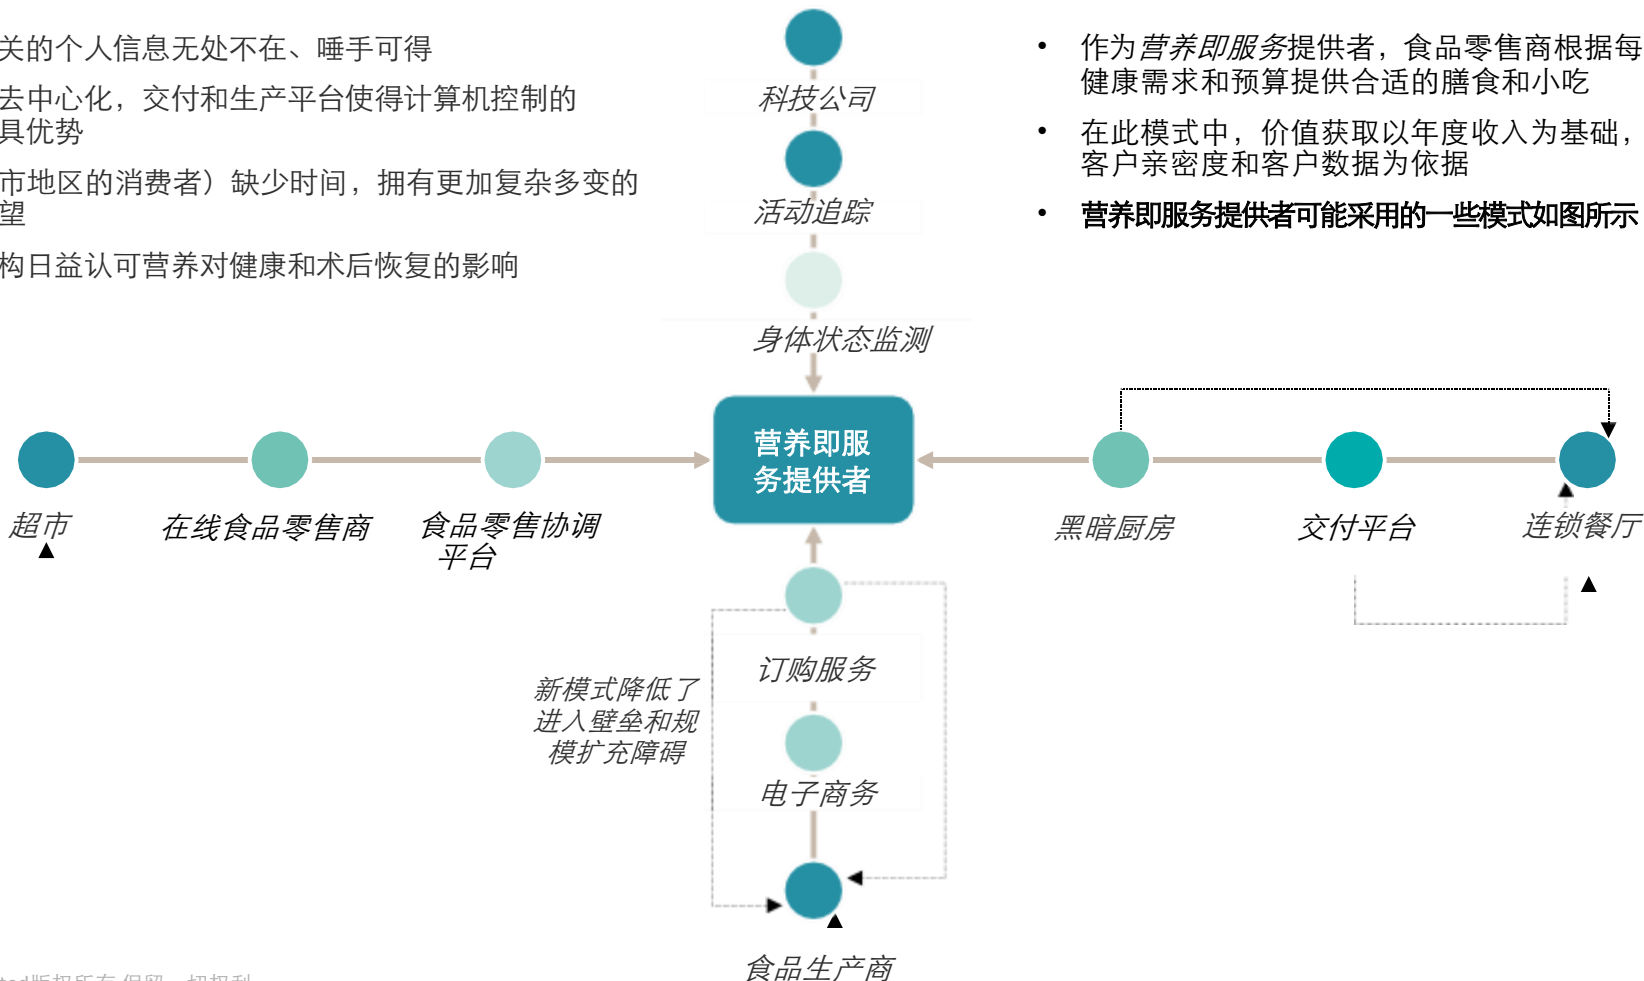 关的个人信息无处不在、唾手可得
去中心化，交付和生产平台使得计算机控制的
具优势
市地区的消费者）缺少时间，拥有更加复杂多变的
望
构日益认可营养对健康和术后恢复的影响
• 作为营养即服务提供者，食品零售商根据每
健康需求和预算提供合适的膳食和小吃
• 在此模式中，价值获取以年度收入为基础，
客户亲密度和客户数据为依据
• 营养即服务提供者可能采用的一些模式如图所示
科技公司
活动追踪
身体状态监测
营养即服
务提供者
超市
在线食品零售商
食品零售协调
平台
黑暗厨房
交付平台
连锁餐厅
订购服务
新模式降低了
进入壁垒和规
模扩充障碍
电子商务
食品生产商